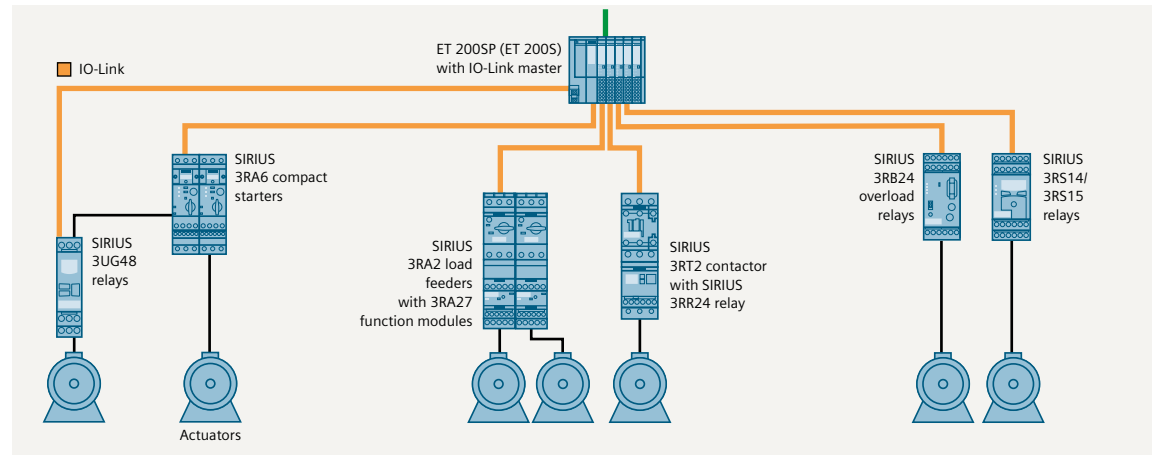 ET 200SP (ET 200S)
with IO-Link master
IO-Link
SIRIUS
3RA6 compact
starters
SIRIUS
3UG48
relays
SIRIUS
3RA2 load
feeders
with 3RA27
function modules
SIRIUS
3RT2 contactor
with SIRIUS
3RR24 relay
SIRIUS
3RB24
overload
relays
SIRIUS
3RS14/
3RS15
relays
Actuators